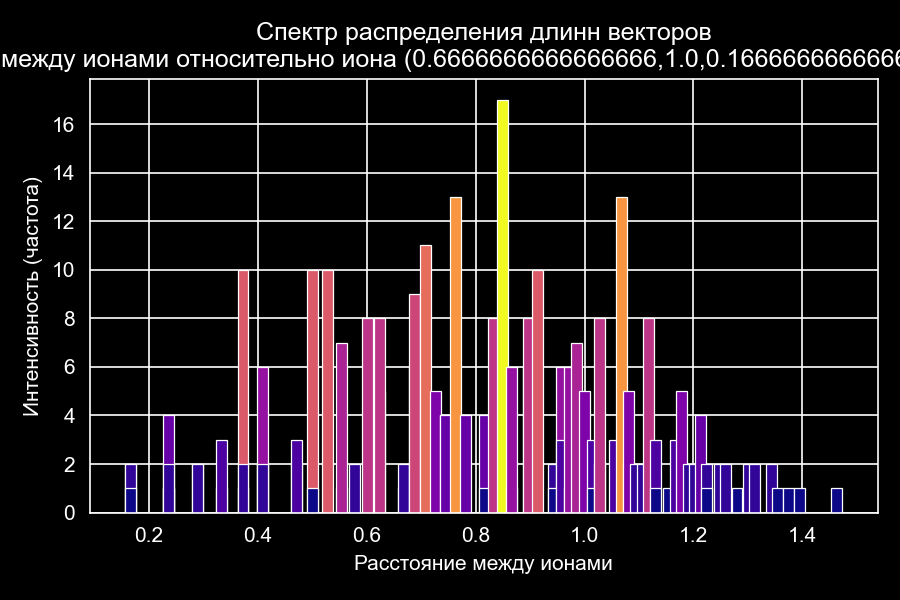 Спектр распределения длинн векторов
между ионами относительно иона (0.6666666666666666,1.0,0.1666666666666
Интенсивность (частота)
16
14
12
10
8
6
4
2
0
0.2 0.4 0.6 0.8 1.0 1.2 1.4
Расстояние между ионами